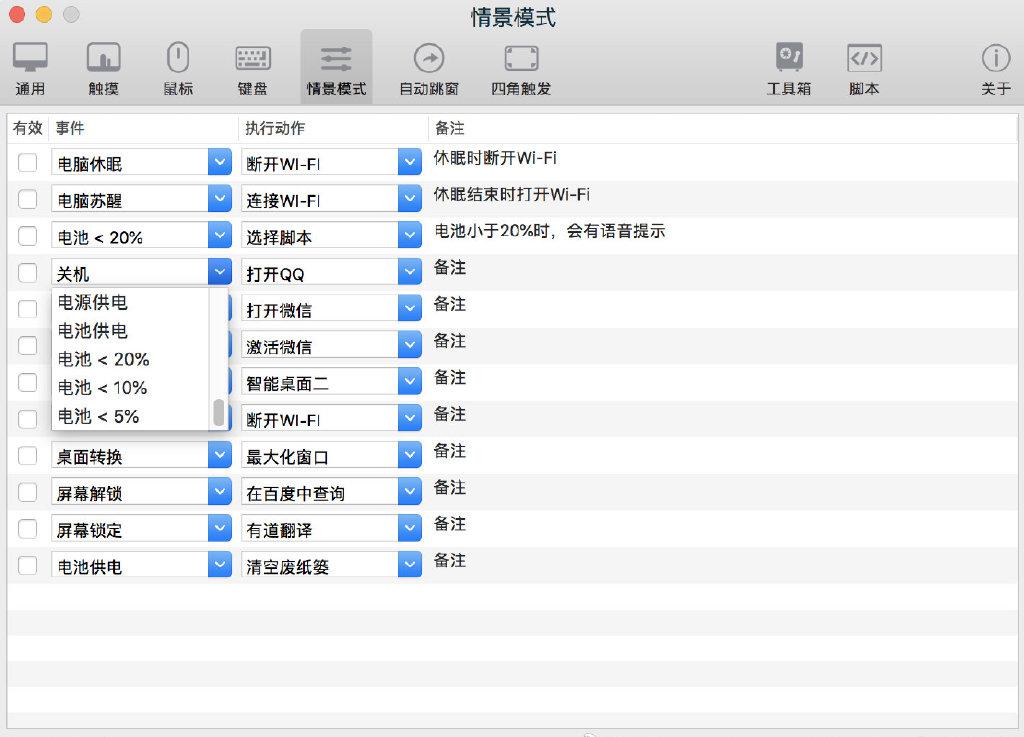 情景模式
通用 触摸 鼠标 键盘 情景模式 自动跳窗 四角触发 工具箱 脚本 关于
有效 事件 执行动作 备注
电脑休眠 断开WI-FI 休眠时断开Wi-Fi
电脑苏醒 连接WI-FI 休眠结束时打开Wi-Fi
电池 < 20% 选择脚本 电池小于20%时，会有语音提示
关机 打开QQ 备注
电源供电 打开微信 备注
电池供电
电池 < 20% 激活微信 备注
电池 < 10% 智能桌面二 备注
电池 < 5% 断开WI-FI 备注
桌面转换 最大化窗口 备注
屏幕解锁 在百度中查询 备注
屏幕锁定 有道翻译 备注
电池供电 清空废纸篓 备注